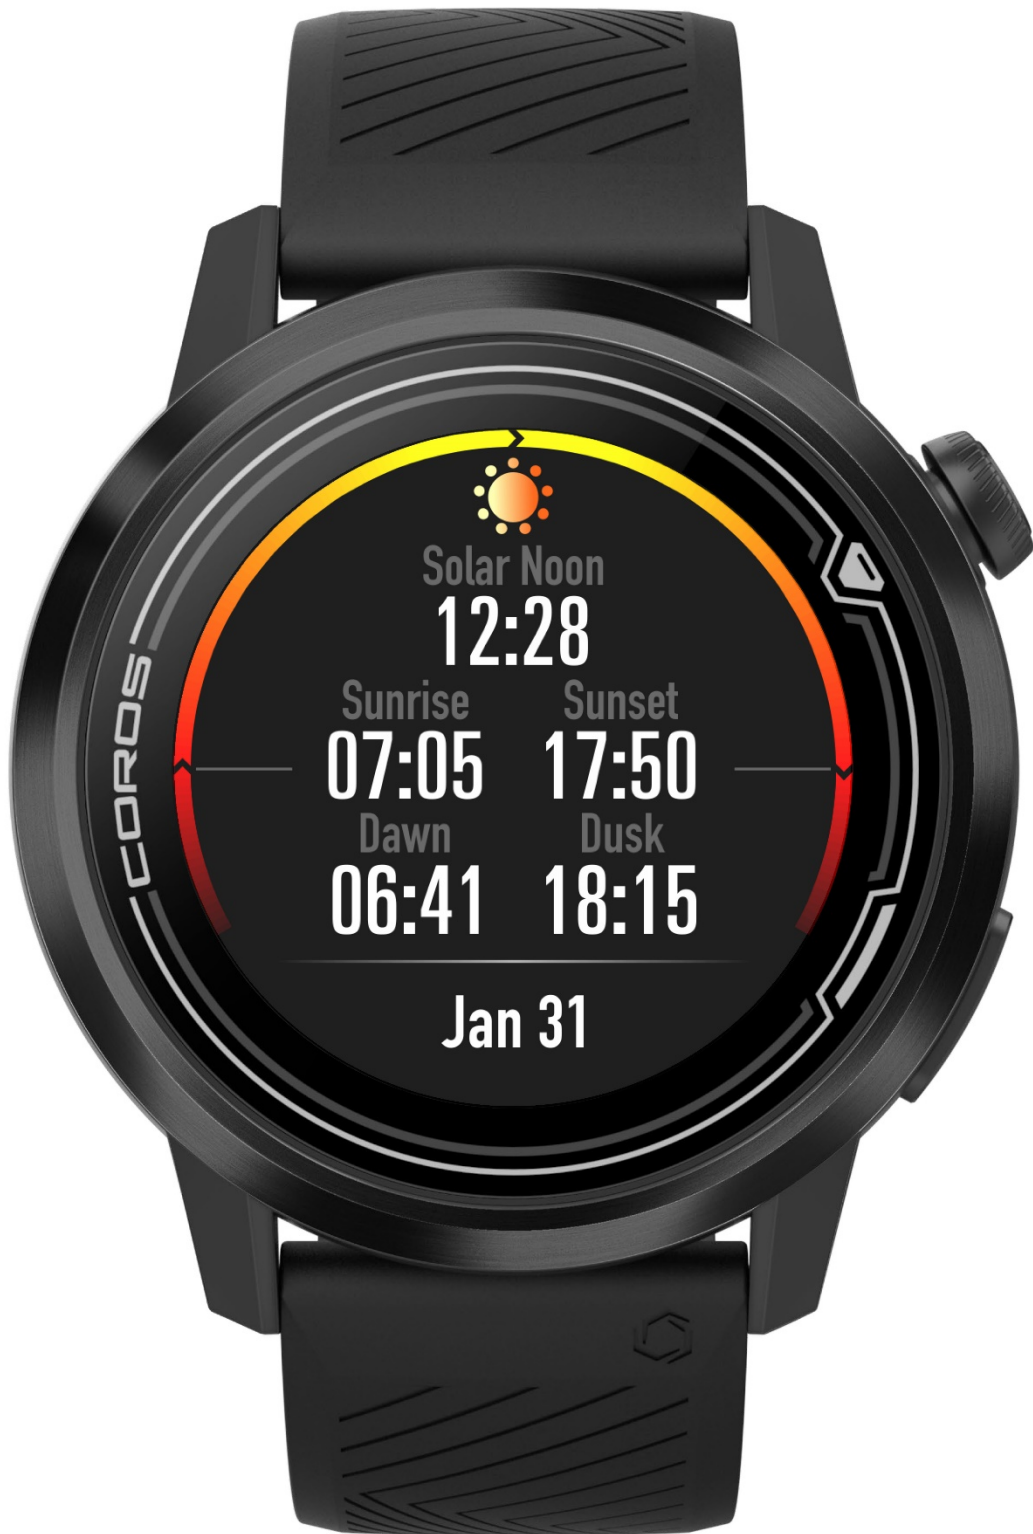 COROS
Solar Noon
12:28
Sunrise Sunset
07:05 17:50
Dawn Dusk
06:41 18:15
Jan 31